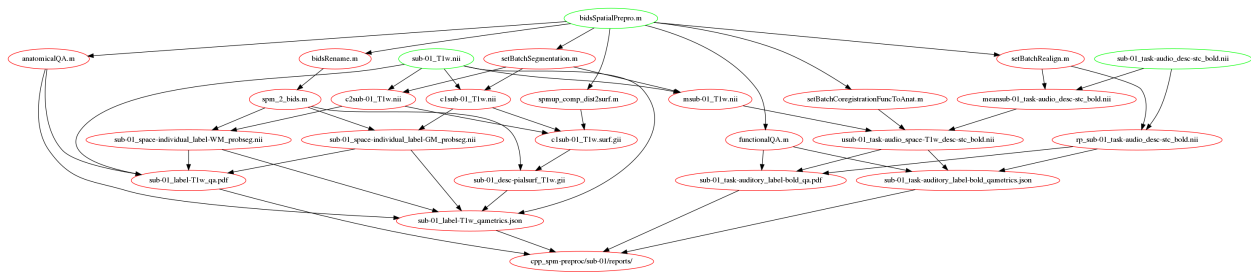 bidsSpatialPrepro.m
anatomicalQA.m
bidsRename.m
sub-01_T1w.nii
setBatchSegmentation.m
setBatchRealign.m
sub-01_task-audio_desc-stc_bold.nii
spm_2_bids.m
c2sub-01_T1w.nii
c1sub-01_T1w.nii
spmup_comp_dist2surf.m
msub-01_T1w.nii
setBatchCoregistrationFuncToAnat.m
meansub-01_task-audio_desc-stc_bold.nii
sub-01_space-individual_label-WM_probseg.nii
sub-01_space-individual_label-GM_probseg.nii
c1sub-01_T1w.surf.gii
functionalQA.m
usub-01_task-audio_space-T1w_desc-stc_bold.nii
rp_sub-01_task-audio_desc-stc_bold.nii
sub-01_label-T1w_qa.pdf
sub-01_desc-pialsurf_T1w.gii
sub-01_task-auditory_label-bold_qa.pdf
sub-01_task-auditory_label-bold_qametrics.json
sub-01_label-T1w_qametrics.json
cpp_spm-preproc/sub-01/reports/